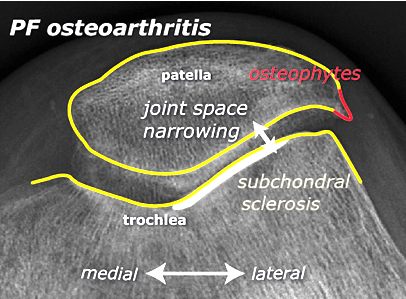 PF osteoarthritis
patella
osteophytes
joint space
narrowing
subchondral
sclerosis
trochlea
medial
lateral